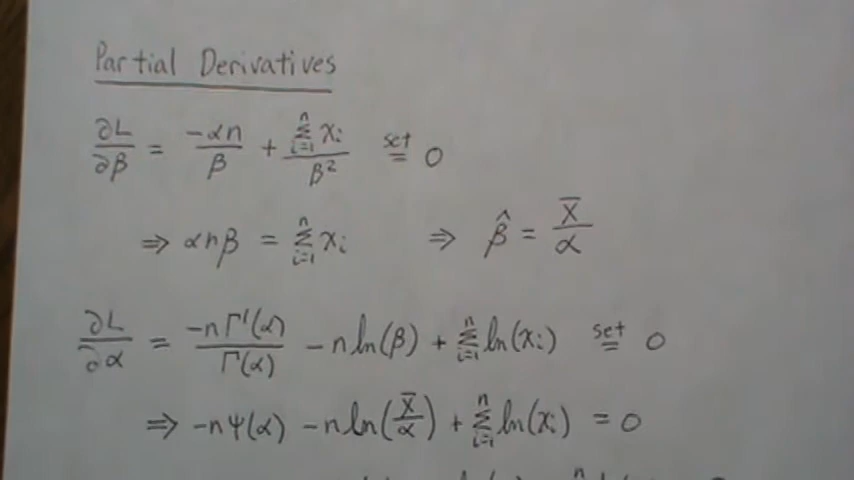 Partial Derivatives
∂L/∂β = -αn/β + Σ_{i=1}^{n} x_i/β² set= 0
⇒ αnβ = Σ_{i=1}^{n} x_i ⇒ β̂ = X̄/α
∂L/∂α = -nΓ'(α)/Γ(α) - n ln(β) + Σ_{i=1}^{n} ln(x_i) set= 0
⇒ -nΨ(α) - n ln(X̄/α) + Σ_{i=1}^{n} ln(x_i) = 0